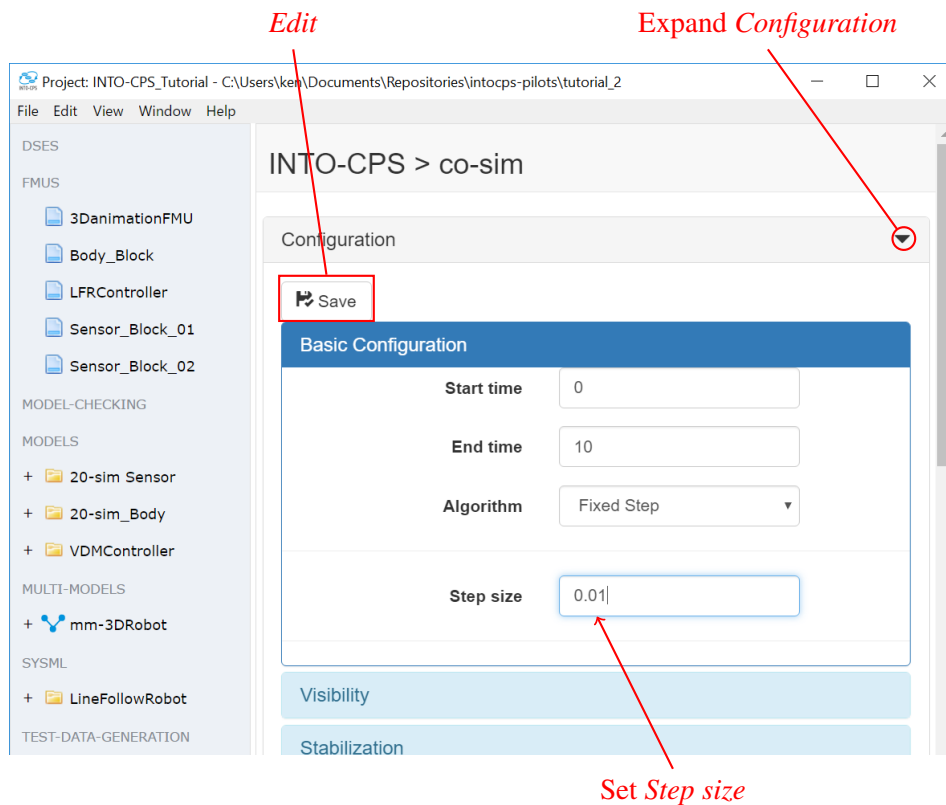 Edit
Expand Configuration
Project: INTO-CPS_Tutorial - C:\Users\ken\Documents\Repositories\intocps-pilots\tutorial_2
File Edit View Window Help
DSES
FMUS
3DanimationFMU
Body_Block
LFRController
Sensor_Block_01
Sensor_Block_02
MODEL-CHECKING
MODELS
+ 20-sim Sensor
+ 20-sim_Body
+ VDMController
MULTI-MODELS
+ mm-3DRobot
SYSML
+ LineFollowRobot
TEST-DATA-GENERATION
INTO-CPS > co-sim
Configuration
Save
Basic Configuration
Start time 0
End time 10
Algorithm Fixed Step
Step size 0.01
Visibility
Stabilization
Set Step size